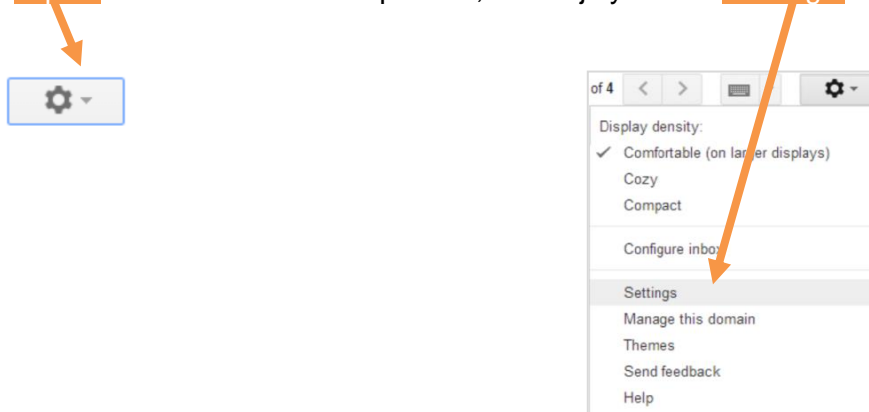 of 4
Display density:
✓ Comfortable (on larger displays)
Cozy
Compact
Configure inbox
Settings
Manage this domain
Themes
Send feedback
Help